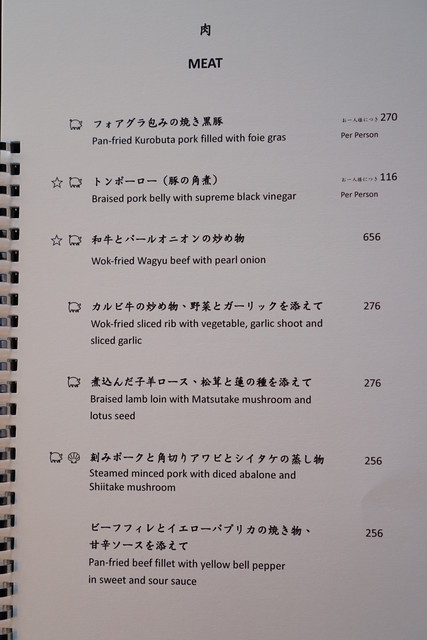 肉
MEAT
フォアグラ包みの焼き黒豚 お一人様につき 270
Pan-fried Kurobuta pork filled with foie gras Per Person
トンポーロー（豚の角煮） お一人様につき 116
Braised pork belly with supreme black vinegar Per Person
和牛とパールオニオンの炒め物 656
Wok-fried Wagyu beef with pearl onion
カルビ牛の炒め物、野菜とガーリックを添えて 276
Wok-fried sliced rib with vegetable, garlic shoot and
sliced garlic
煮込んだ子羊ロース、松茸と蓮の種を添えて 276
Braised lamb loin with Matsutake mushroom and
lotus seed
刻みポークと角切りアワビとシイタケの蒸し物 256
Steamed minced pork with diced abalone and
Shiitake mushroom
ビーフフィレとイエローパプリカの焼き物、 256
甘辛ソースを添えて
Pan-fried beef fillet with yellow bell pepper
in sweet and sour sauce